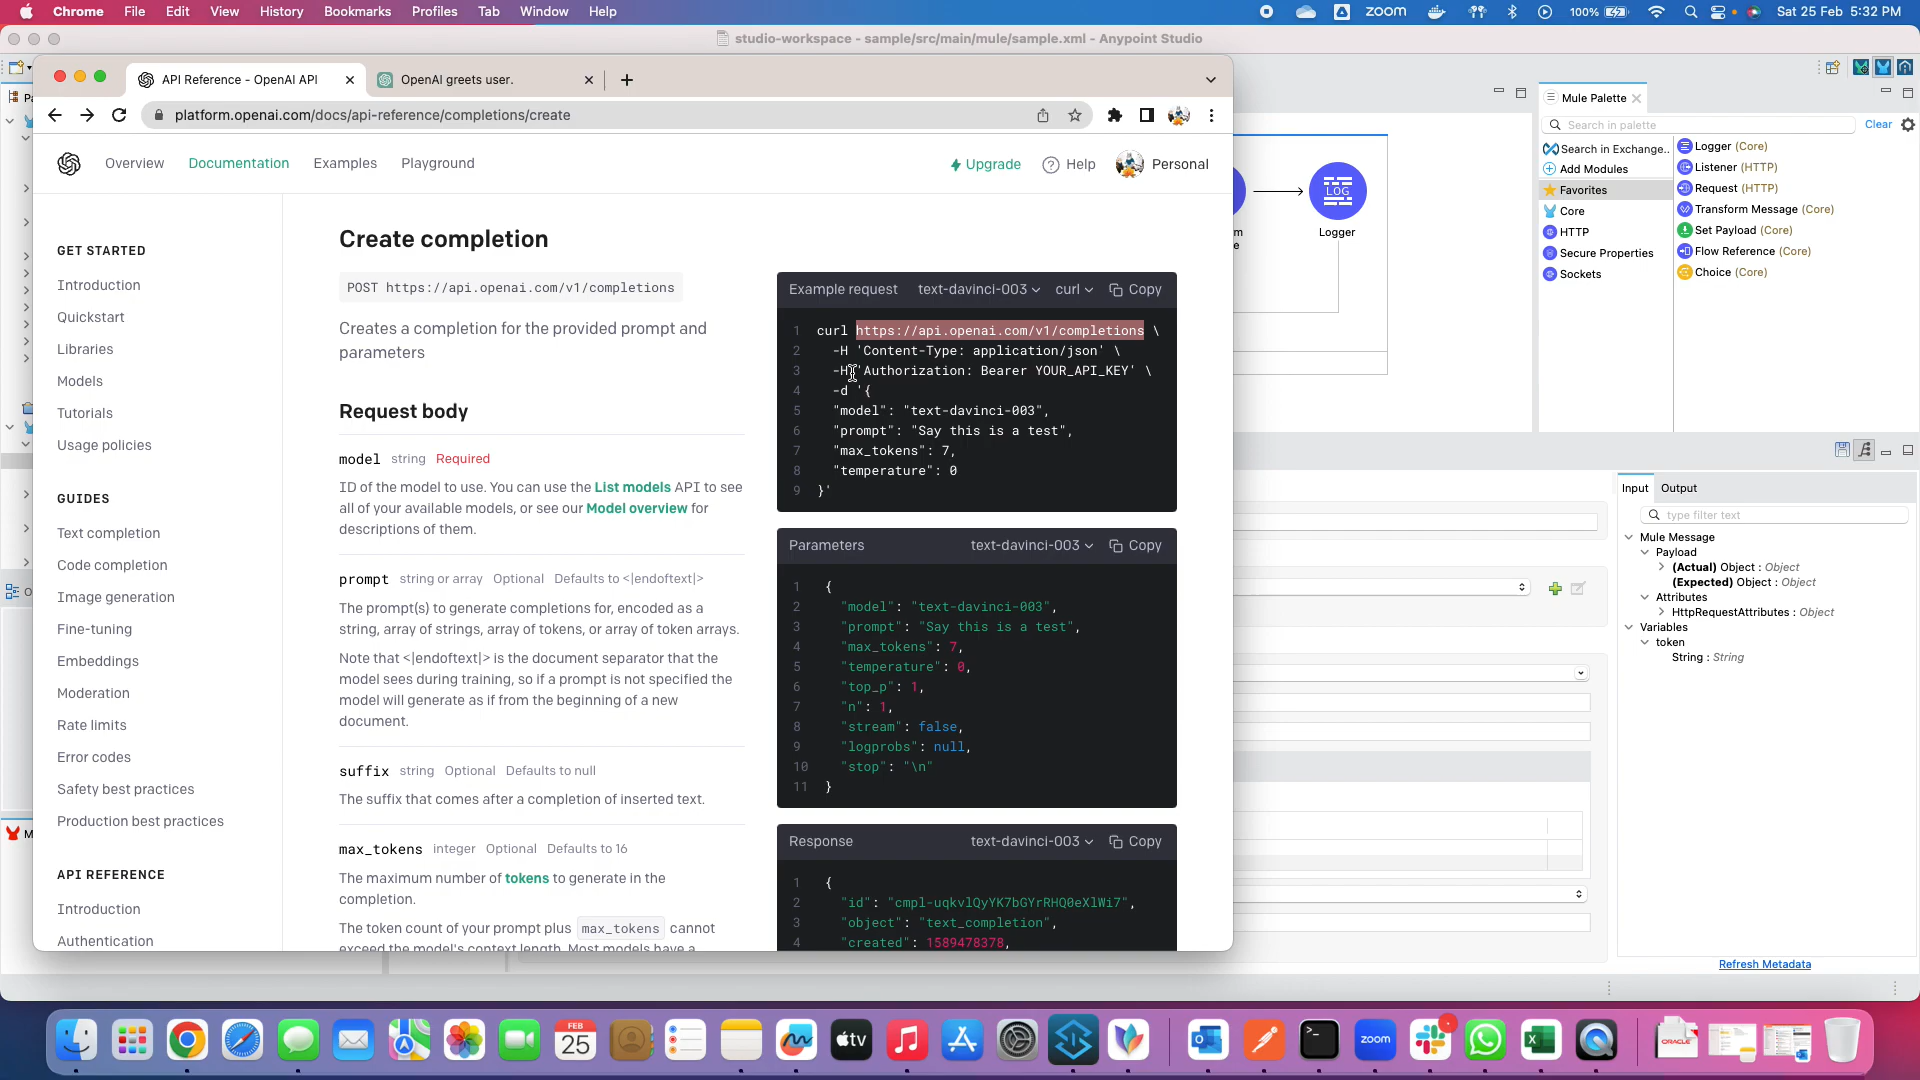 Chrome File Edit View History Bookmarks Profiles Tab Window Help
zoom 100% Sat 25 Feb 5:32 PM
studio-workspace - sample/src/main/mule/sample.xml - Anypoint Studio
API Reference - OpenAI API
OpenAI greets user.
platform.openai.com/docs/api-reference/completions/create
Overview Documentation Examples Playground
Upgrade Help Personal
GET STARTED
Introduction
Quickstart
Libraries
Models
Tutorials
Usage policies
GUIDES
Text completion
Code completion
Image generation
Fine-tuning
Embeddings
Moderation
Rate limits
Error codes
Safety best practices
Production best practices
API REFERENCE
Introduction
Authentication
Create completion
POST https://api.openai.com/v1/completions
Creates a completion for the provided prompt and
parameters
Request body
model string Required
ID of the model to use. You can use the List models API to see
all of your available models, or see our Model overview for
descriptions of them.
prompt string or array Optional Defaults to <|endoftext|>
The prompt(s) to generate completions for, encoded as a
string, array of strings, array of tokens, or array of token arrays.
Note that <|endoftext|> is the document separator that the
model sees during training, so if a prompt is not specified the
model will generate as if from the beginning of a new
document.
suffix string Optional Defaults to null
The suffix that comes after a completion of inserted text.
max_tokens integer Optional Defaults to 16
The maximum number of tokens to generate in the
completion.
The token count of your prompt plus max_tokens cannot
exceed the model's context length. Most models have a
Example request text-davinci-003 curl Copy
1 curl https://api.openai.com/v1/completions \
2 -H 'Content-Type: application/json' \
3 -H 'Authorization: Bearer YOUR_API_KEY' \
4 -d '{
5 "model": "text-davinci-003",
6 "prompt": "Say this is a test",
7 "max_tokens": 7,
8 "temperature": 0
9 }'
Parameters text-davinci-003 Copy
1 {
2 "model": "text-davinci-003",
3 "prompt": "Say this is a test",
4 "max_tokens": 7,
5 "temperature": 0,
6 "top_p": 1,
7 "n": 1,
8 "stream": false,
9 "logprobs": null,
10 "stop": "\n"
11 }
Response text-davinci-003 Copy
1 {
2 "id": "cmpl-uqkvlQyYK7bGYrRHQ0eXlWi7",
3 "object": "text_completion",
4 "created": 1589478378,
LOG
Logger
Mule Palette
Search in palette
Clear
Search in Exchange..
Add Modules
Favorites
Core
HTTP
Secure Properties
Sockets
Logger (Core)
Listener (HTTP)
Request (HTTP)
Transform Message (Core)
Set Payload (Core)
Flow Reference (Core)
Choice (Core)
Input Output
type filter text
Mule Message
Payload
(Actual) Object : Object
(Expected) Object : Object
Attributes
HttpRequestAttributes : Object
Variables
token
String : String
Refresh Metadata
FEB
25
tv
zoom
ORACLE